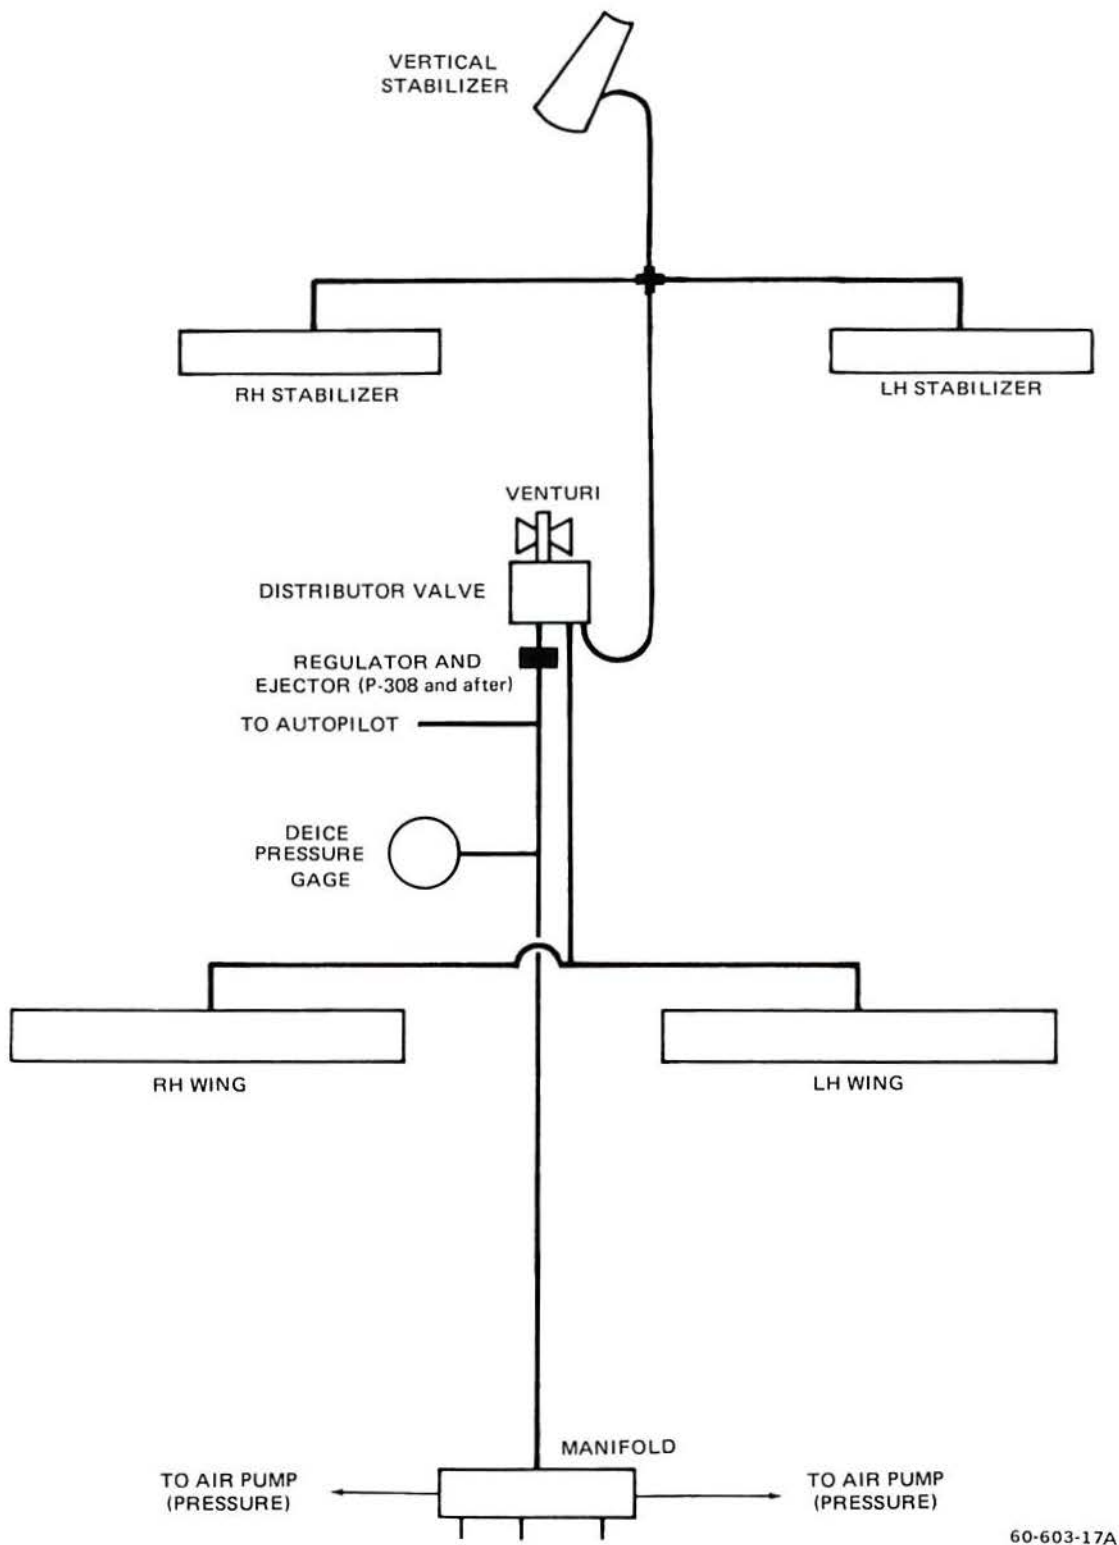 VERTICAL
STABILIZER
RH STABILIZER
LH STABILIZER
VENTURI
DISTRIBUTOR VALVE
REGULATOR AND
EJECTOR (P-308 and after)
TO AUTOPILOT
DEICE
PRESSURE
GAGE
RH WING
LH WING
MANIFOLD
TO AIR PUMP
(PRESSURE)
TO AIR PUMP
(PRESSURE)
60-603-17A